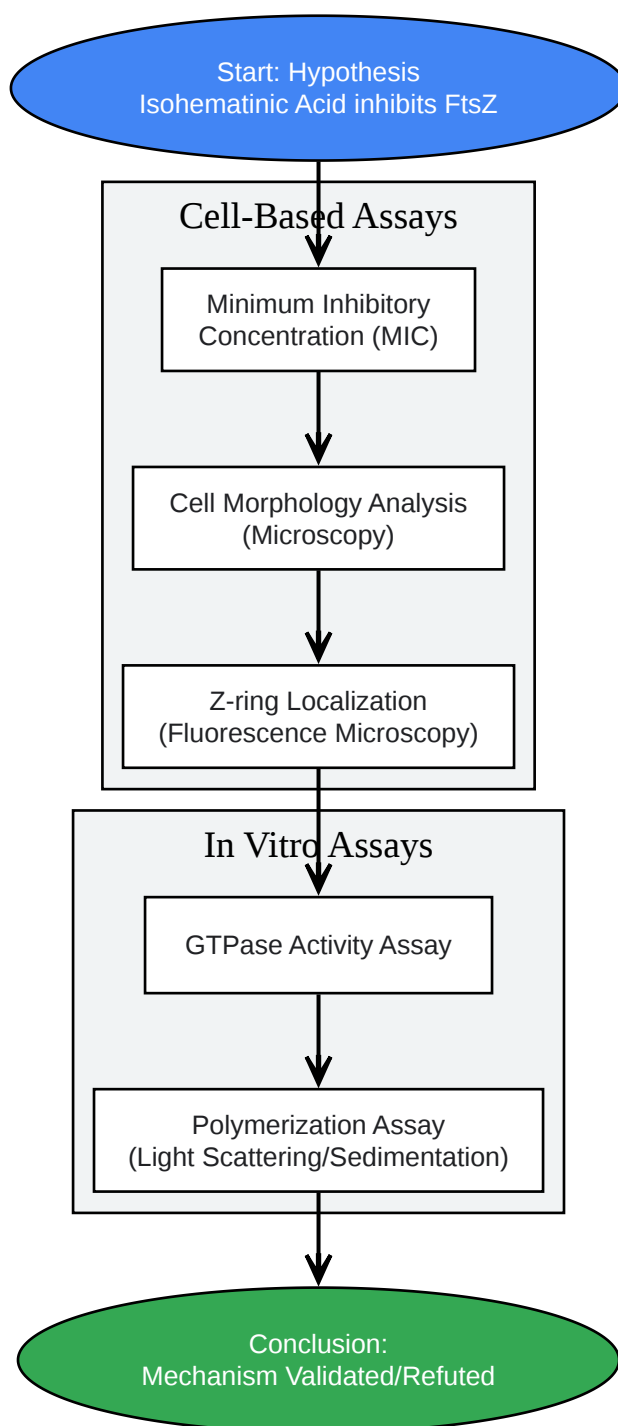 Start: Hypothesis
Isohematinic Acid inhibits FtsZ
Cell-Based Assays
Minimum Inhibitory
Concentration (MIC)
Cell Morphology Analysis
(Microscopy)
Z-ring Localization
(Fluorescence Microscopy)
In Vitro Assays
GTPase Activity Assay
Polymerization Assay
(Light Scattering/Sedimentation)
Conclusion:
Mechanism Validated/Refuted